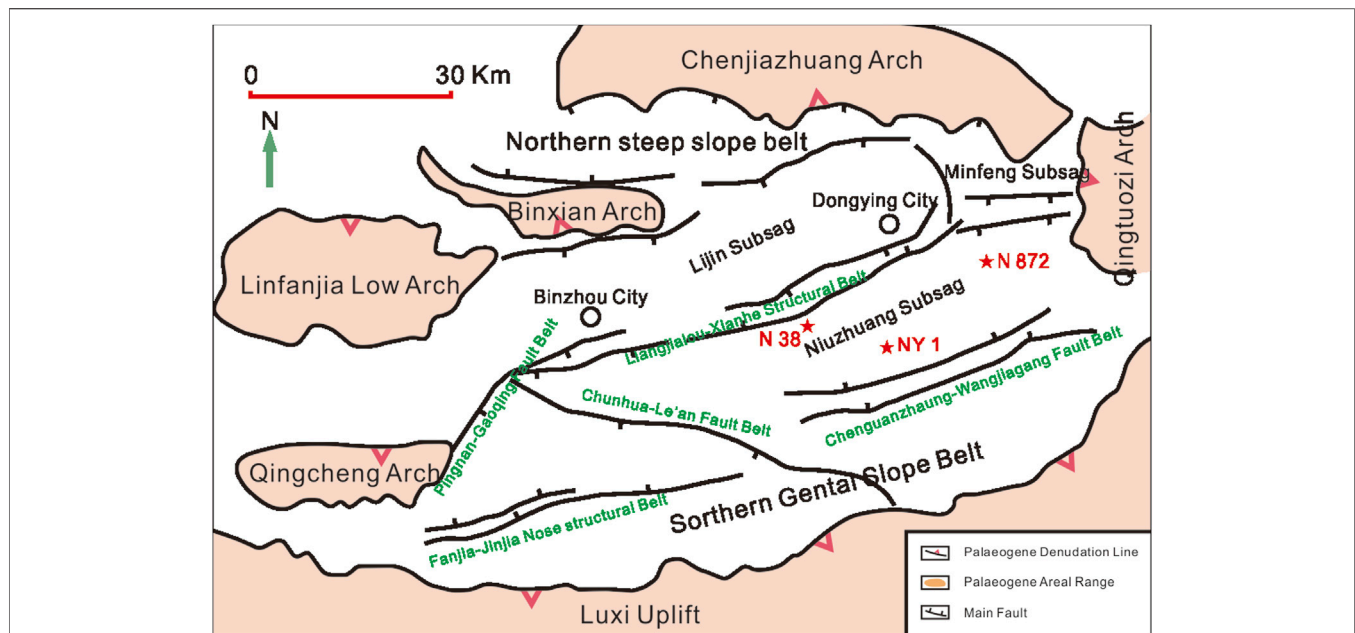 Chenjiazhuang Arch
0 30 Km
N
Northern steep slope belt
Minfeng Subsag
Qingtuozi Arch
Binxian Arch
Dongying City
Lijin Subsag
Linfanjia Low Arch
N 872
Binzhou City
Liangjialou-Xianhe Structural Belt
Niuzhuang Subsag
N 38
NY 1
Pingnan-Gaoqing Fault Belt
Chunhua-Le'an Fault Belt
Chenguanzhaung-Wangjiagang Fault Belt
Qingcheng Arch
Sorthern Gental Slope Belt
Fanjia-Jinjia Nose structural Belt
Luxi Uplift
Palaeogene Denudation Line
Palaeogene Areal Range
Main Fault